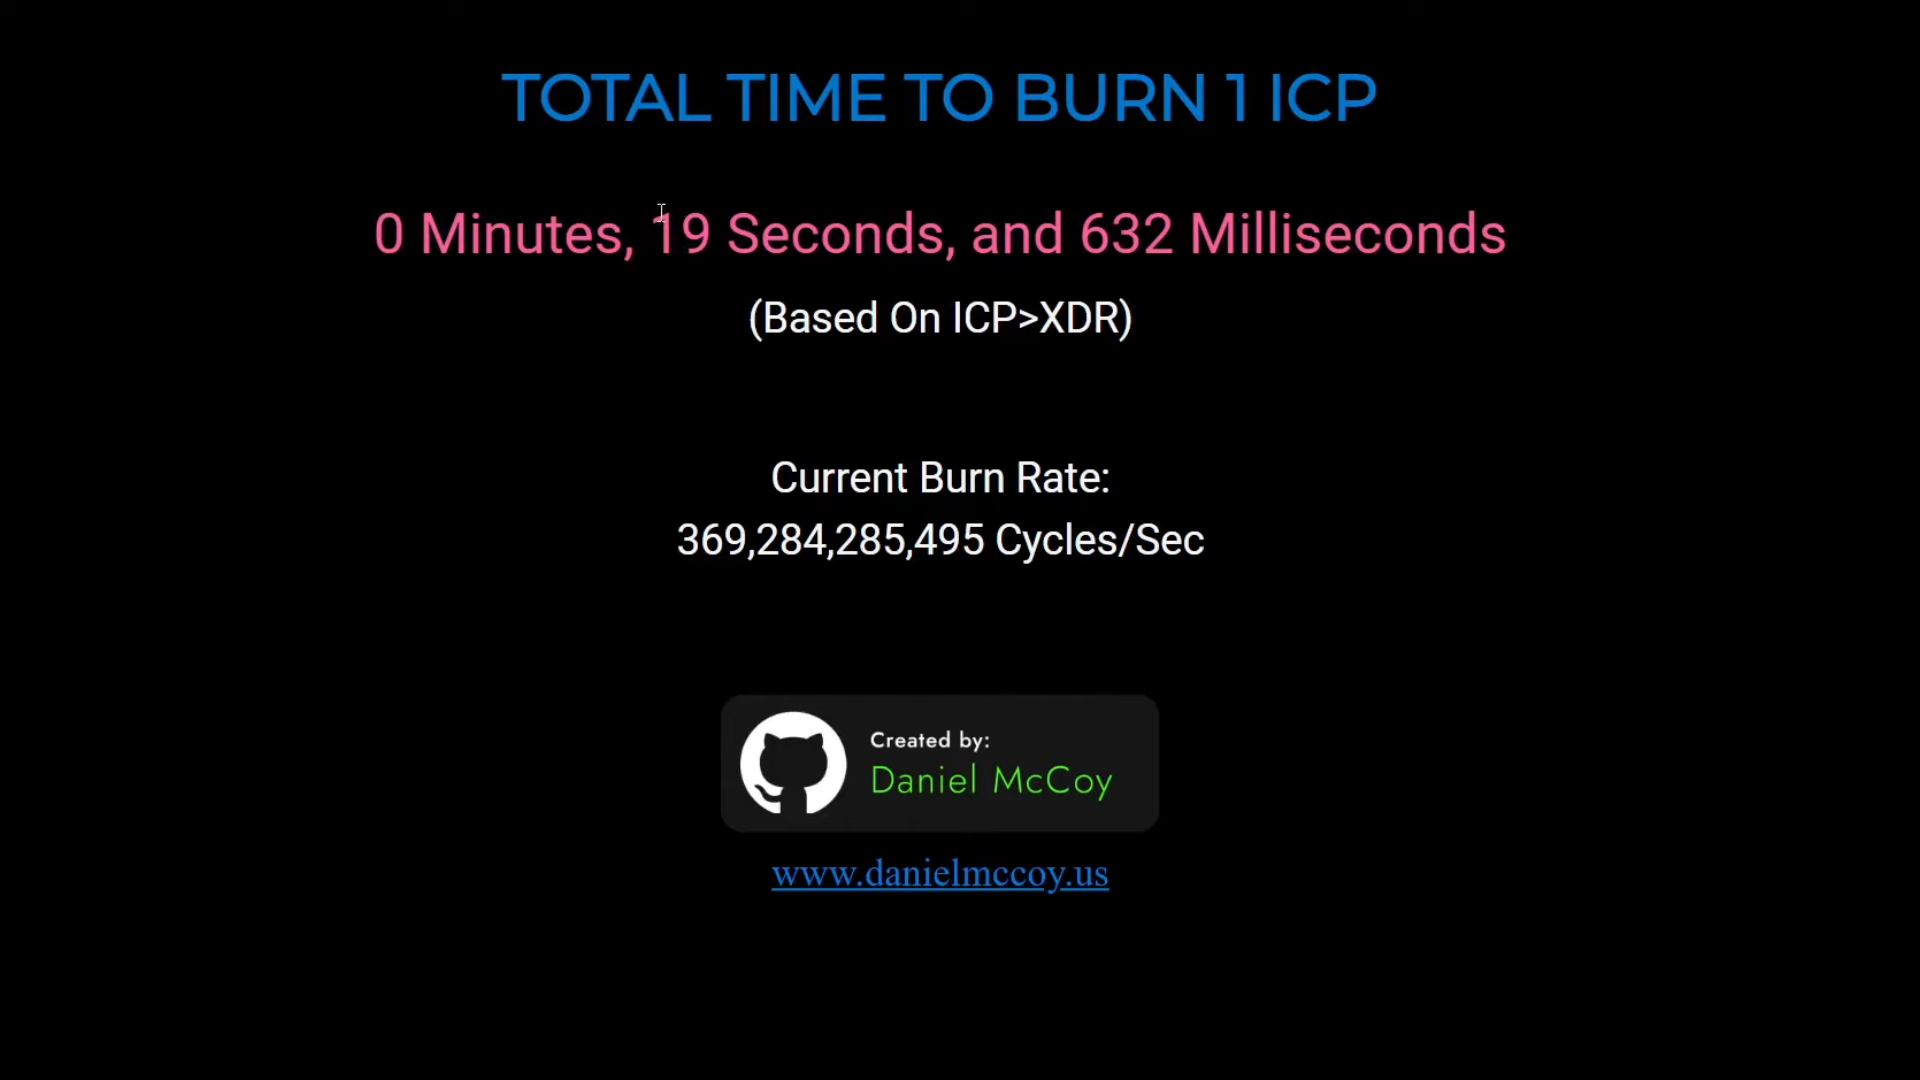 TOTAL TIME TO BURN 1 ICP
0 Minutes, 19 Seconds, and 632 Milliseconds
(Based On ICP>XDR)
Current Burn Rate:
369,284,285,495 Cycles/Sec
Created by:
Daniel McCoy
www.danielmccoy.us